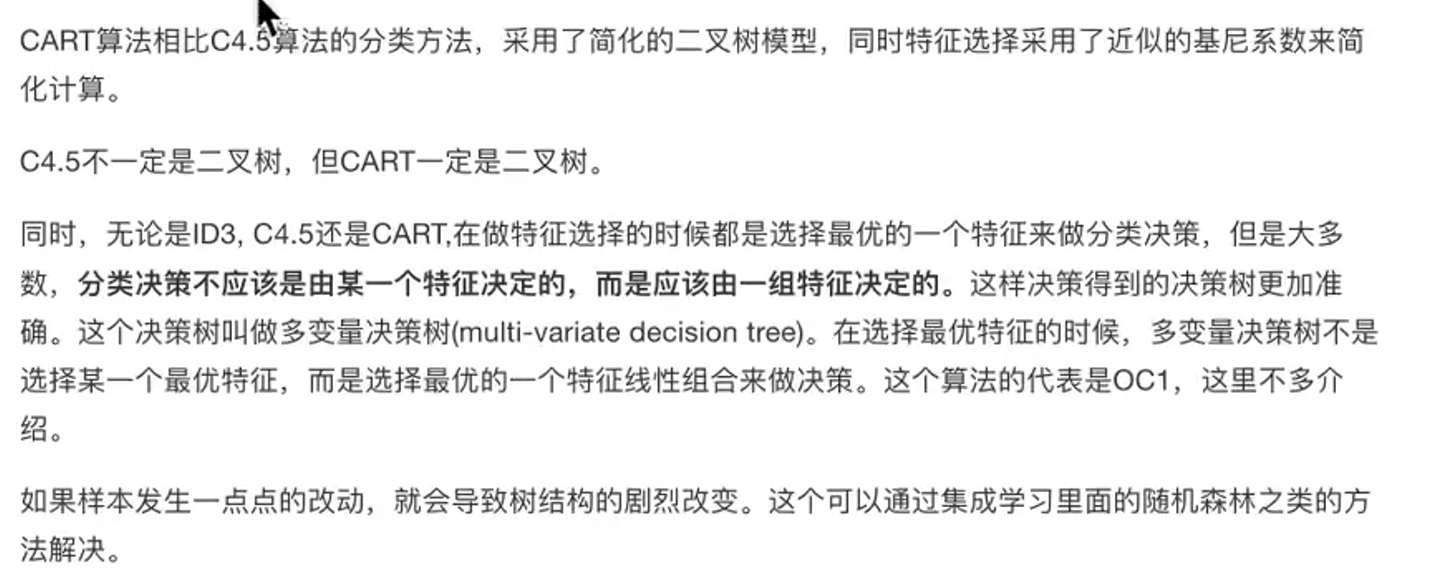 CART算法相比C4.5算法的分类方法，采用了简化的二叉树模型，同时特征选择采用了近似的基尼系数来简
化计算。
C4.5不一定是二叉树，但CART一定是二叉树。
同时，无论是ID3, C4.5还是CART,在做特征选择的时候都是选择最优的一个特征来做分类决策，但是大多
数，分类决策不应该是由某一个特征决定的，而是应该由一组特征决定的。这样决策得到的决策树更加准
确。这个决策树叫做多变量决策树(multi-variate decision tree)。在选择最优特征的时候，多变量决策树不是
选择某一个最优特征，而是选择最优的一个特征线性组合来做决策。这个算法的代表是OC1，这里不多介
绍。
如果样本发生一点点的改动，就会导致树结构的剧烈改变。这个可以通过集成学习里面的随机森林之类的方
法解决。